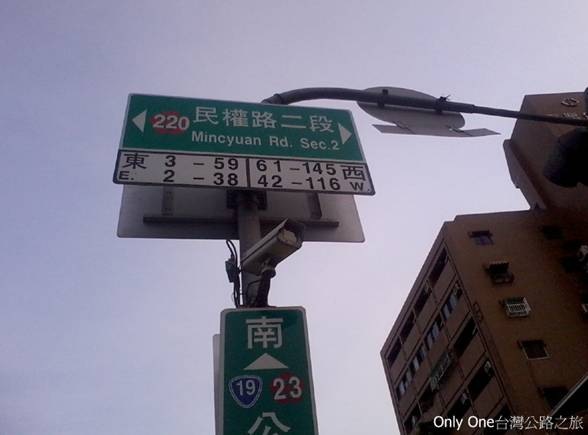 220 民權路二段
Mincyuan Rd. Sec.2
東 3 - 59 61 - 145 西
E. 2 - 38 42 - 116 W
南
19 23
公
Only One台灣公路之旅